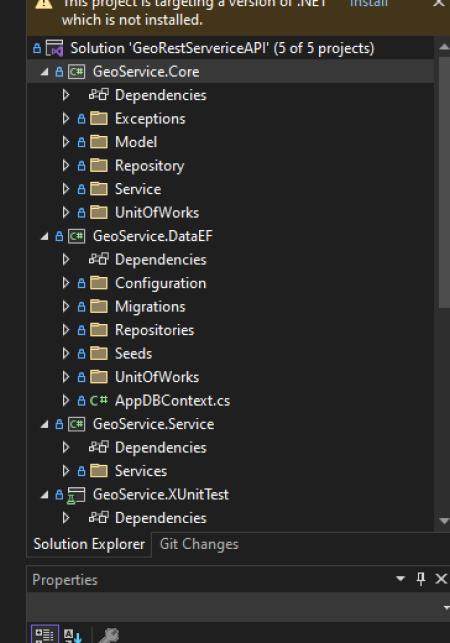 This project is targeting a version of .NET Install
which is not installed.
Solution 'GeoRestServericeAPI' (5 of 5 projects)
C# GeoService.Core
Dependencies
Exceptions
Model
Repository
Service
UnitOfWorks
C# GeoService.DataEF
Dependencies
Configuration
Migrations
Repositories
Seeds
UnitOfWorks
C# AppDBContext.cs
C# GeoService.Service
Dependencies
Services
GeoService.XUnitTest
Dependencies
Solution Explorer Git Changes
Properties